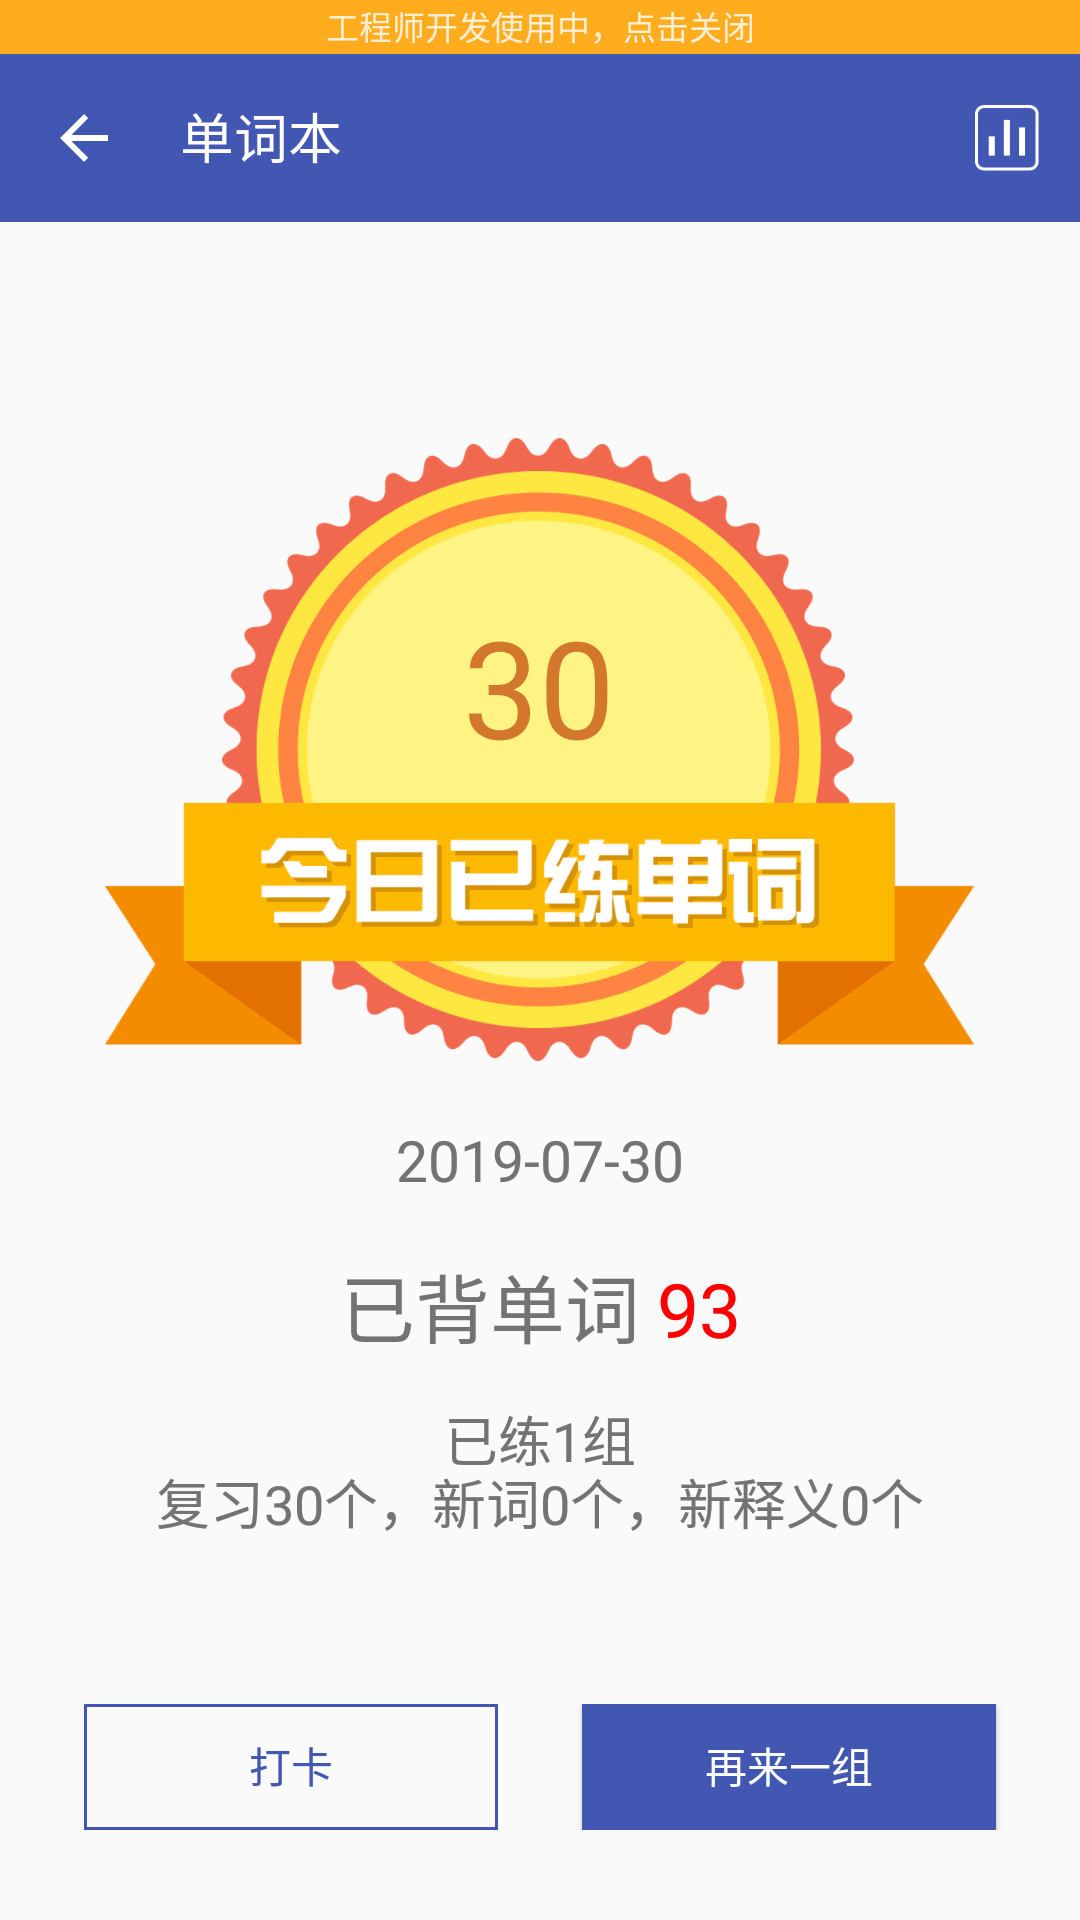 工程师开发使用中，点击关闭
单词本
30
今日已练单词
2019-07-30
已背单词 93
已练1组
复习30个，新词0个，新释义0个
打卡
再来一组